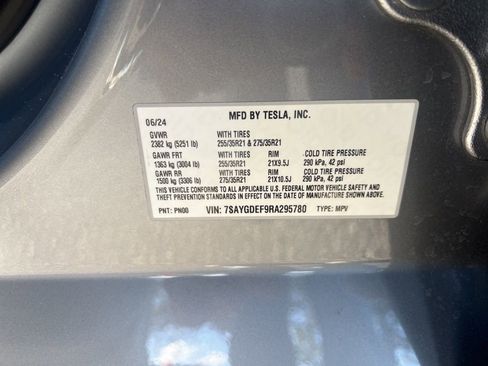 06/24 MFD BY TESLA, INC.
GVWR WITH TIRES
2382 kg (5251 lb) 255/35R21 & 275/35R21
GAWR FRT WITH TIRES RIM COLD TIRE PRESSURE
1363 kg (3004 lb) 255/35R21 21X9.5J 290 kPa, 42 psi
GAWR RR WITH TIRES RIM COLD TIRE PRESSURE
1500 kg (3306 lb) 275/35R21 21X10.5J 290 kPa, 42 psi
THIS VEHICLE CONFORMS TO ALL APPLICABLE U.S. FEDERAL MOTOR VEHICLE SAFETY AND
THEFT PREVENTION STANDARDS IN EFFECT ON THE DATE OF MANUFACTURE SHOWN ABOVE.
PNT: PN00 VIN: 7SAYGDEF9RA295780 TYPE: MPV